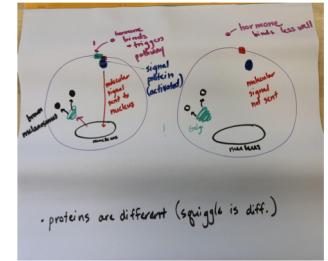 hormone
binds
→ triggers
pathway
signal
protein
(activated)
molecular
signal
sent to
nucleus
brown
melanosomes
nucleus
hormone
binds less well
molecular
signal
not sent
Golgi
nucleus
• proteins are different (squiggle is diff.)